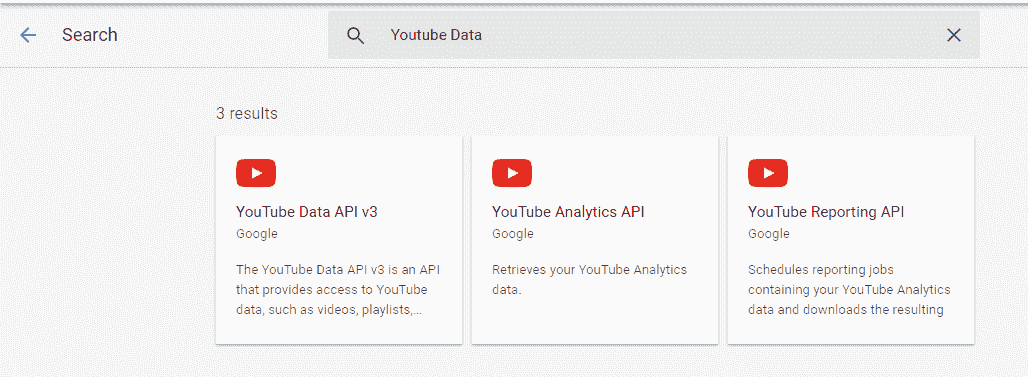 Search
Youtube Data
3 results
YouTube Data API v3
Google
The YouTube Data API v3 is an API
that provides access to YouTube
data, such as videos, playlists,...
YouTube Analytics API
Google
Retrieves your YouTube Analytics
data.
YouTube Reporting API
Google
Schedules reporting jobs
containing your YouTube Analytics
data and downloads the resulting